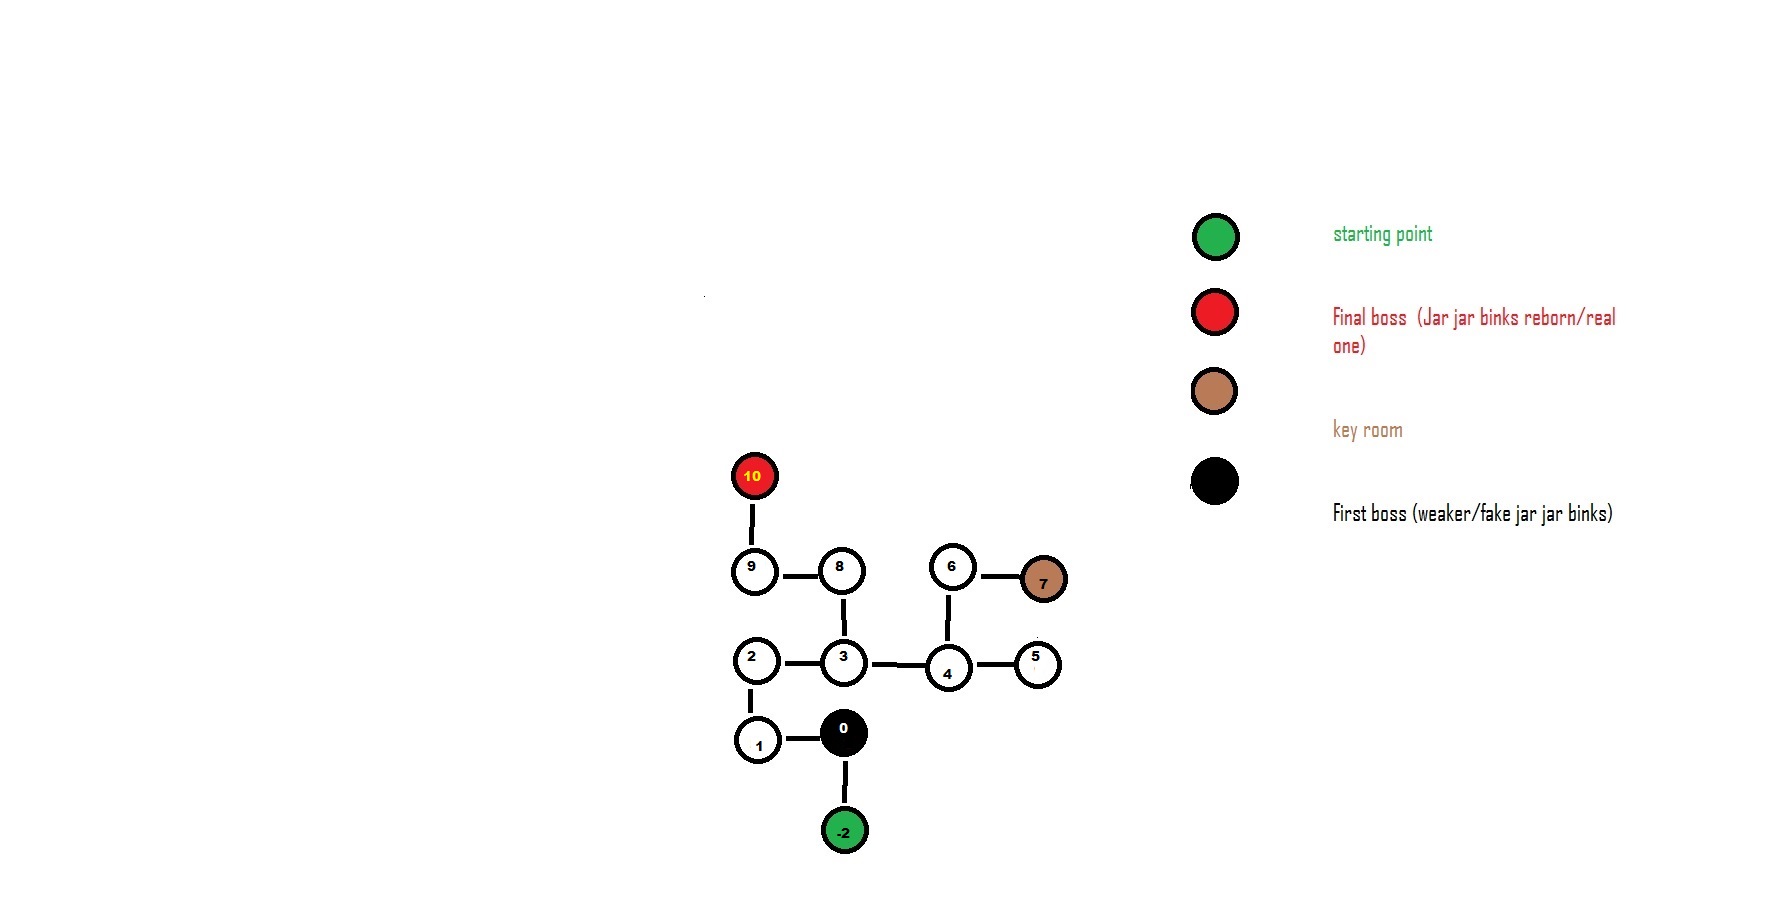 starting point
Final boss (Jar jar binks reborn/real
one)
key room
First boss (weaker/fake jar jar binks)
10
9
8
6
7
2
3
4
5
1
0
-2